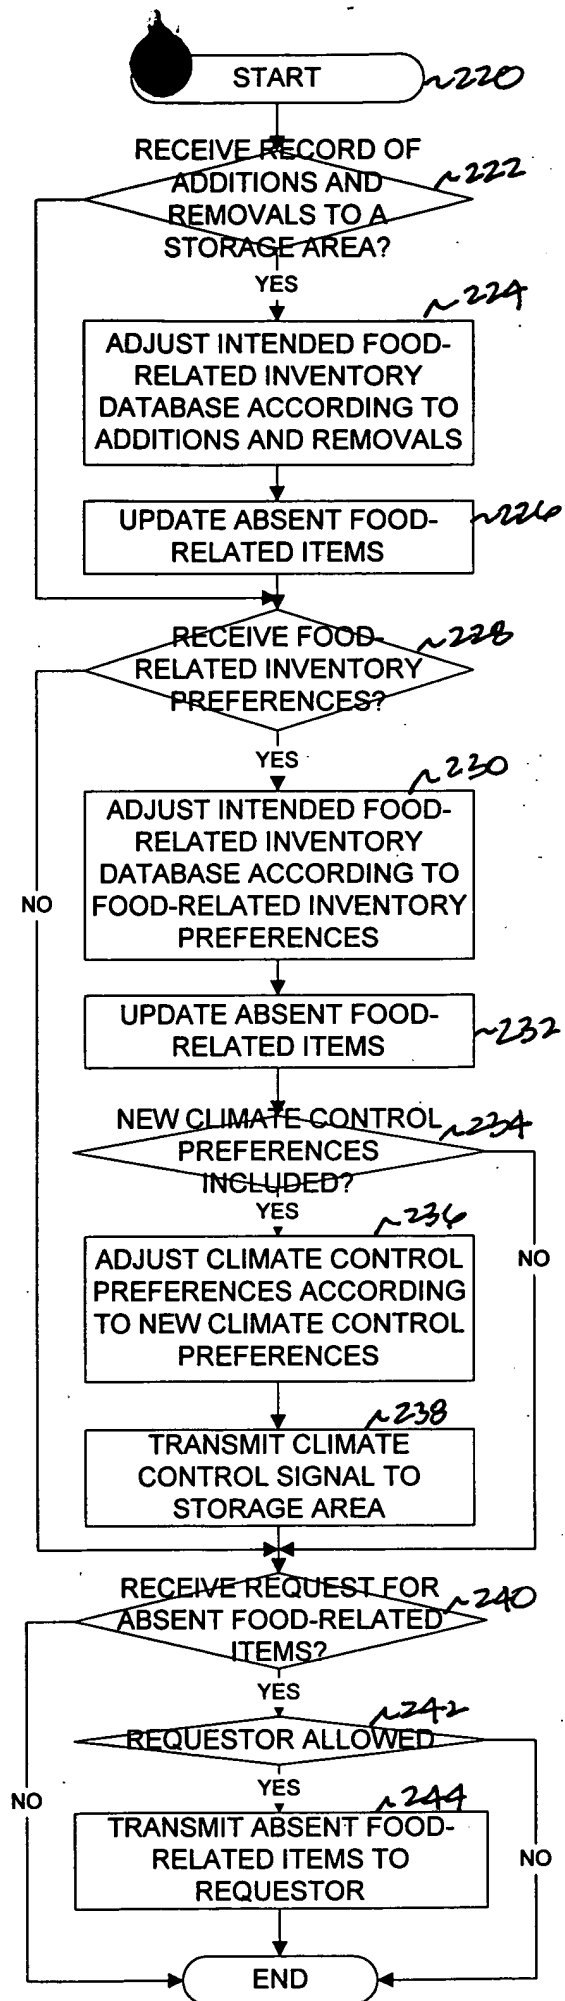 START
~220
RECEIVE RECORD OF
ADDITIONS AND
REMOVALS TO A
STORAGE AREA?
~222
YES
~224
ADJUST INTENDED FOOD-
RELATED INVENTORY
DATABASE ACCORDING TO
ADDITIONS AND REMOVALS
UPDATE ABSENT FOOD-
RELATED ITEMS
~226
RECEIVE FOOD-
RELATED INVENTORY
PREFERENCES?
~228
YES
~230
ADJUST INTENDED FOOD-
RELATED INVENTORY
DATABASE ACCORDING TO
FOOD-RELATED INVENTORY
PREFERENCES
NO
UPDATE ABSENT FOOD-
RELATED ITEMS
~232
NEW CLIMATE CONTROL
PREFERENCES
INCLUDED?
~234
YES
~236
ADJUST CLIMATE CONTROL
PREFERENCES ACCORDING
TO NEW CLIMATE CONTROL
PREFERENCES
NO
~238
TRANSMIT CLIMATE
CONTROL SIGNAL TO
STORAGE AREA
RECEIVE REQUEST FOR
ABSENT FOOD-RELATED
ITEMS?
~240
YES
~242
REQUESTOR ALLOWED
YES
~244
NO
TRANSMIT ABSENT FOOD-
RELATED ITEMS TO
REQUESTOR
NO
END